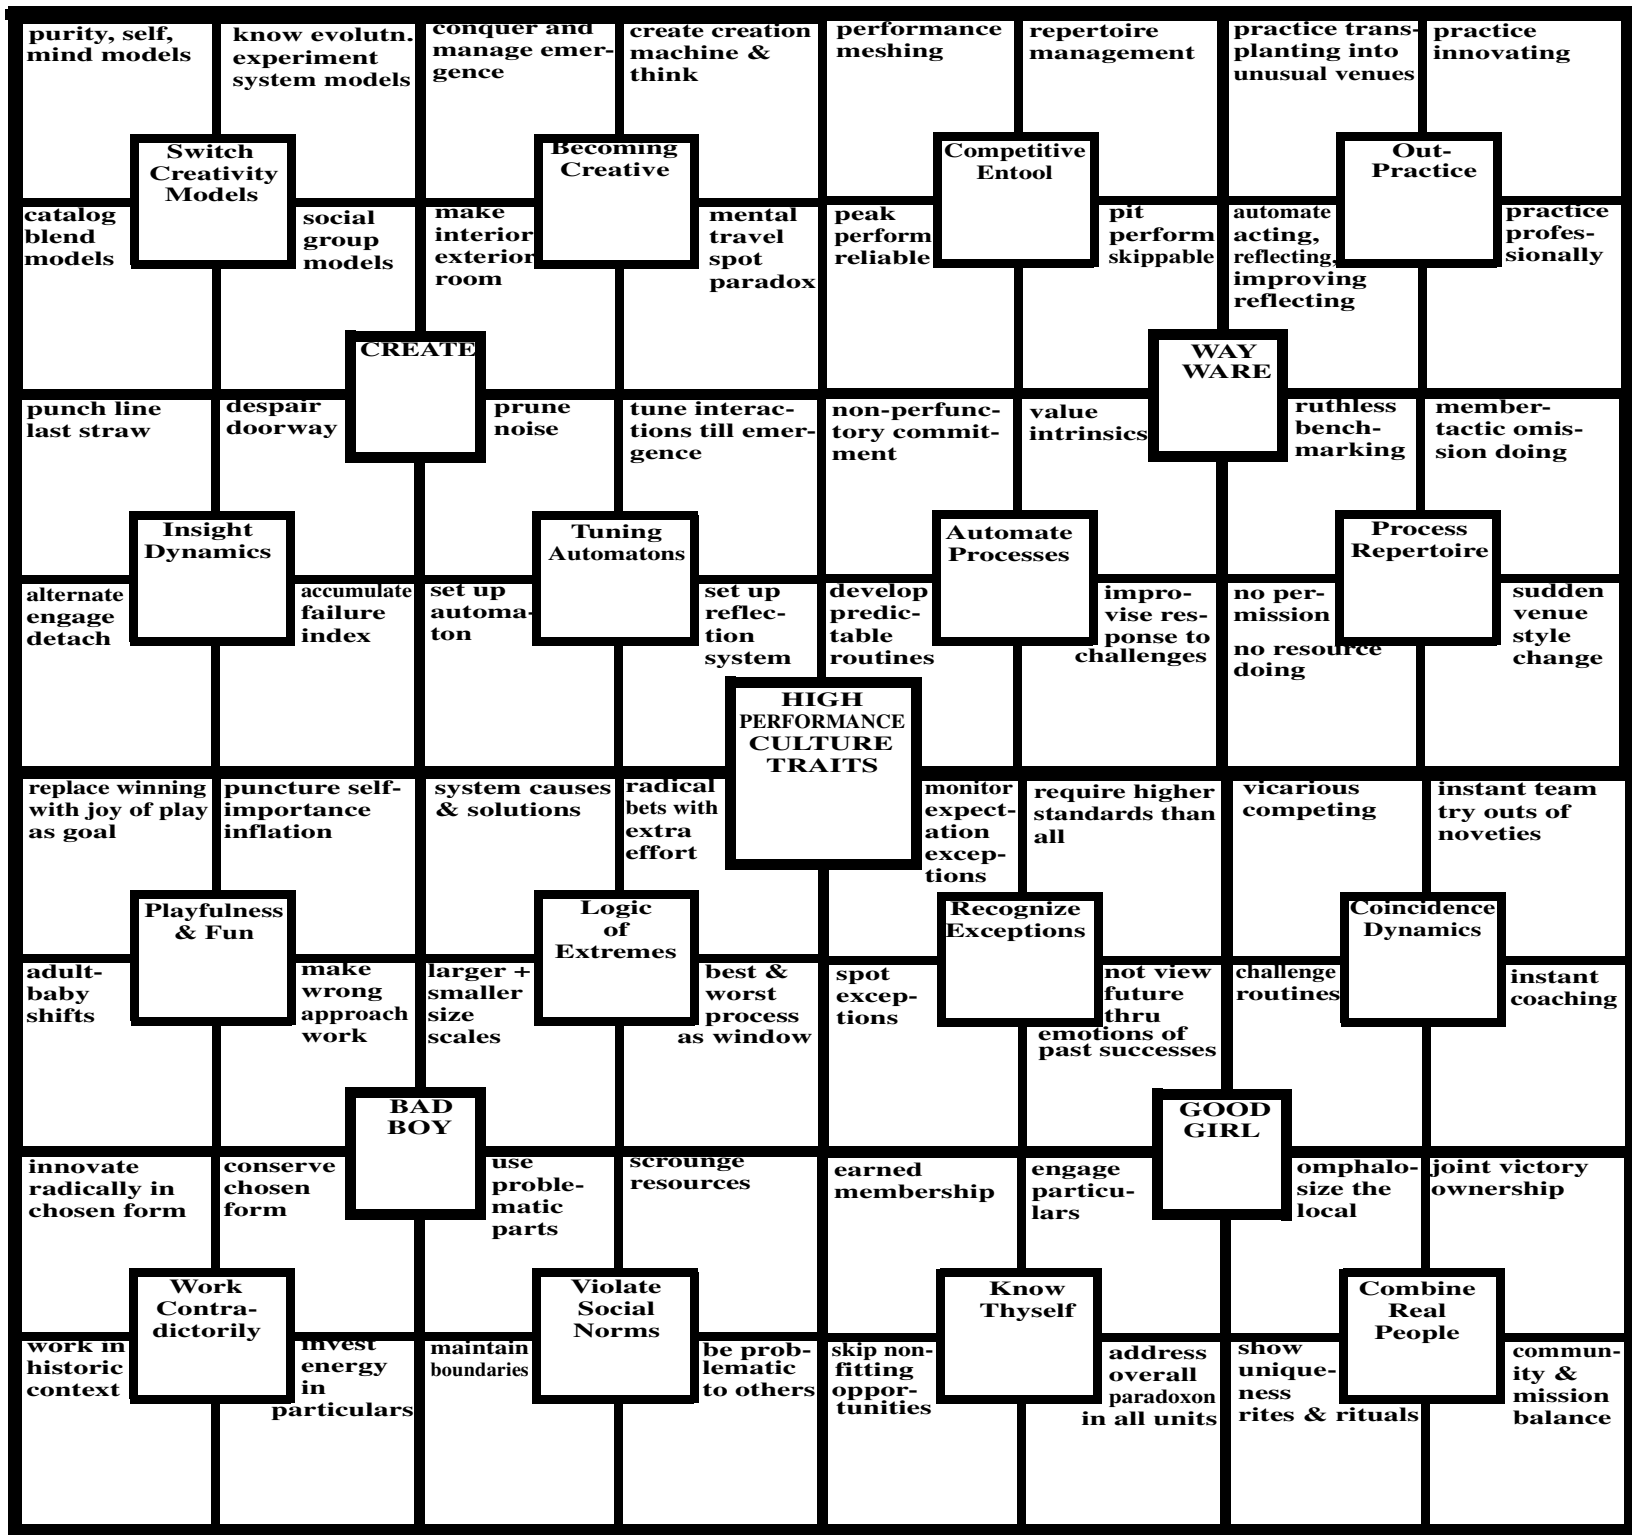 purity, self,
mind models
know evolutn.
experiment
system models
conquer and
manage emer-
gence
create creation
machine &
think
performance
meshing
repertoire
management
practice trans-
planting into
unusual venues
practice
innovating
Switch
Creativity
Models
Becoming
Creative
Competitive
Entool
Out-
Practice
catalog
blend
models
social
group
models
make
interior
exterior
room
mental
travel
spot
paradox
peak
perform
reliable
pit
perform
skippable
automate
acting,
reflecting,
improving
reflecting
practice
profes-
sionally
CREATE
WAY
WARE
punch line
last straw
despair
doorway
prune
noise
tune interac-
tions till emer-
gence
non-perfunc-
tory commit-
ment
value
intrinsics
ruthless
bench-
marking
member-
tactic omis-
sion doing
Insight
Dynamics
Tuning
Automatons
Automate
Processes
Process
Repertoire
alternate
engage
detach
accumulate
failure
index
set up
automa-
ton
set up
reflec-
tion
system
develop
predic-
table
routines
impro-
vise res-
ponse to
challenges
no per-
mission
no resource
doing
sudden
venue
style
change
HIGH
PERFORMANCE
CULTURE
TRAITS
replace winning
with joy of play
as goal
puncture self-
importance
inflation
system causes
& solutions
radical
bets with
extra
effort
monitor
expect-
ation
excep-
tions
require higher
standards than
all
vicarious
competing
instant team
try outs of
noveties
Playfulness
& Fun
Logic
of
Extremes
Recognize
Exceptions
Coincidence
Dynamics
adult-
baby
shifts
make
wrong
approach
work
larger +
smaller
size
scales
best &
worst
process
as window
spot
excep-
tions
not view
future
thru
emotions of
past successes
challenge
routines
instant
coaching
BAD
BOY
GOOD
GIRL
innovate
radically in
chosen form
conserve
chosen
form
use
proble-
matic
parts
scrounge
resources
earned
membership
engage
particu-
lars
omphalo-
size the
local
joint victory
ownership
Work
Contra-
dictorily
Violate
Social
Norms
Know
Thyself
Combine
Real
People
work in
historic
context
invest
energy
in
particulars
maintain
boundaries
be prob-
lematic
to others
skip non-
fitting
oppor-
tunities
address
overall
paradoxon
in all units
show
unique-
ness
rites & rituals
commun-
ity &
mission
balance